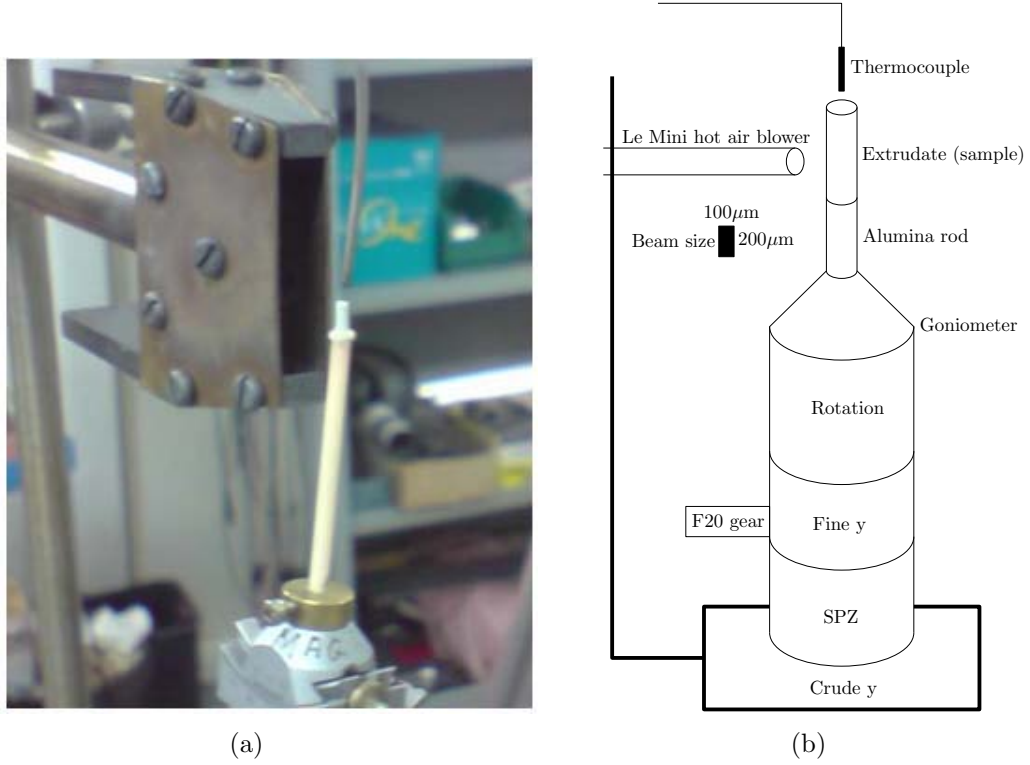 MAG
(a)
Thermocouple
Le Mini hot air blower
Extrudate (sample)
100μm
Beam size
200μm
Alumina rod
Goniometer
Rotation
F20 gear
Fine y
SPZ
Crude y
(b)